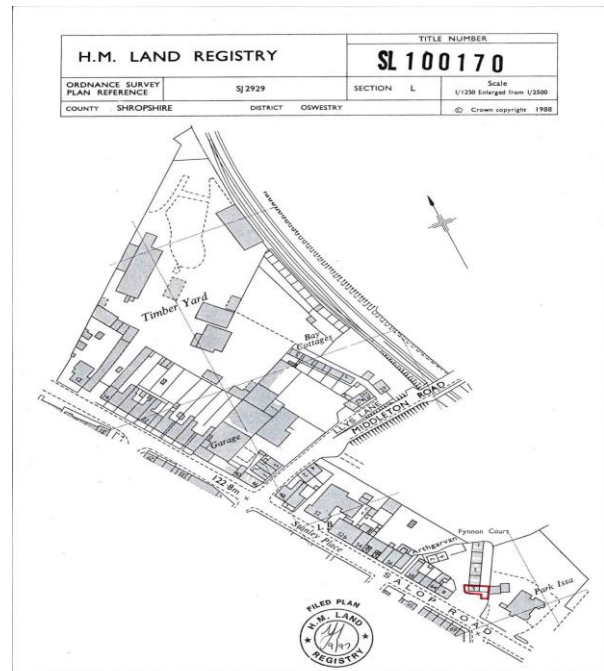 TITLE NUMBER
H.M. LAND REGISTRY
SL 100170
ORDNANCE SURVEY
PLAN REFERENCE
SJ 2929
SECTION L
Scale
1/1250 Enlarged from 1/2500
COUNTY SHROPSHIRE
DISTRICT OSWESTRY
© Crown copyright 1988
Timber Yard
Bay
Cottages
LLYS LANE
MIDDLETON ROAD
Garage
122.8m
Stanley Place
Arthgarvan
Fynnon Court
Park Issa
SALOP ROAD
FILED PLAN
H.M. LAND
REGISTRY